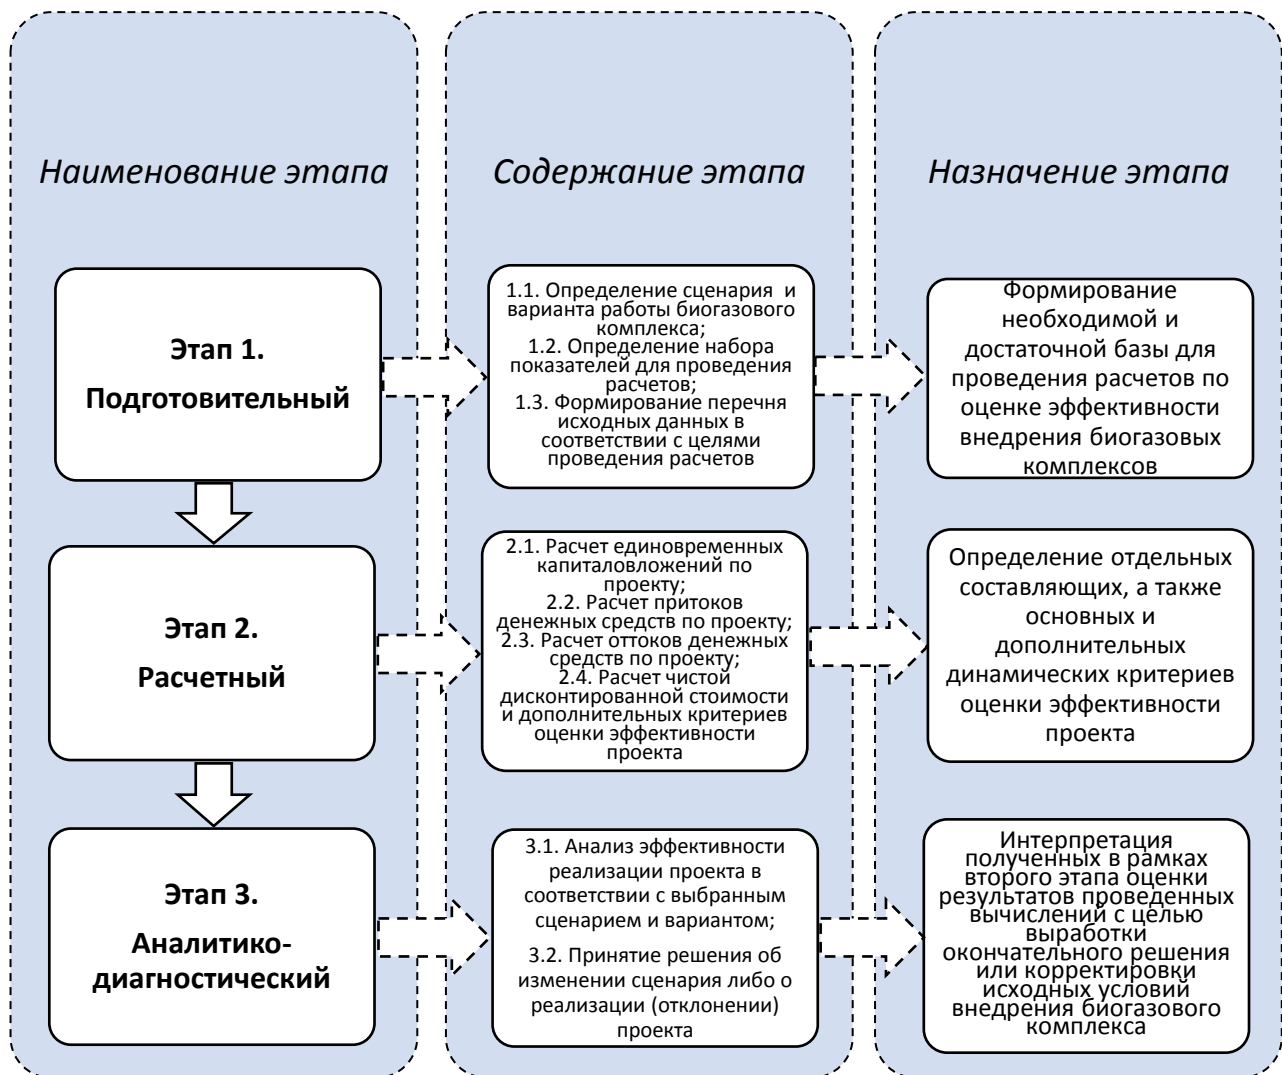 Наименование этапа
Содержание этапа
Назначение этапа
Этап 1.
Подготовительный
1.1. Определение сценария и
варианта работы биогазового
комплекса;
1.2. Определение набора
показателей для проведения
расчетов;
1.3. Формирование перечня
исходных данных в
соответствии с целями
проведения расчетов
Формирование
необходимой и
достаточной базы для
проведения расчетов по
оценке эффективности
внедрения биогазовых
комплексов
Этап 2.
Расчетный
2.1. Расчет единовременных
капиталовложений по
проекту;
2.2. Расчет притоков
денежных средств по проекту;
2.3. Расчет оттоков денежных
средств по проекту;
2.4. Расчет чистой
дисконтированной стоимости
и дополнительных критериев
оценки эффективности
проекта
Определение отдельных
составляющих, а также
основных и
дополнительных
динамических критериев
оценки эффективности
проекта
Этап 3.
Аналитико-
диагностический
3.1. Анализ эффективности
реализации проекта в
соответствии с выбранным
сценарием и вариантом;
3.2. Принятие решения об
изменении сценария либо о
реализации (отклонении)
проекта
Интерпретация
полученных в рамках
второго этапа оценки
результатов проведенных
вычислений с целью
выработки
окончательного решения
или корректировки
исходных условий
внедрения биогазового
комплекса